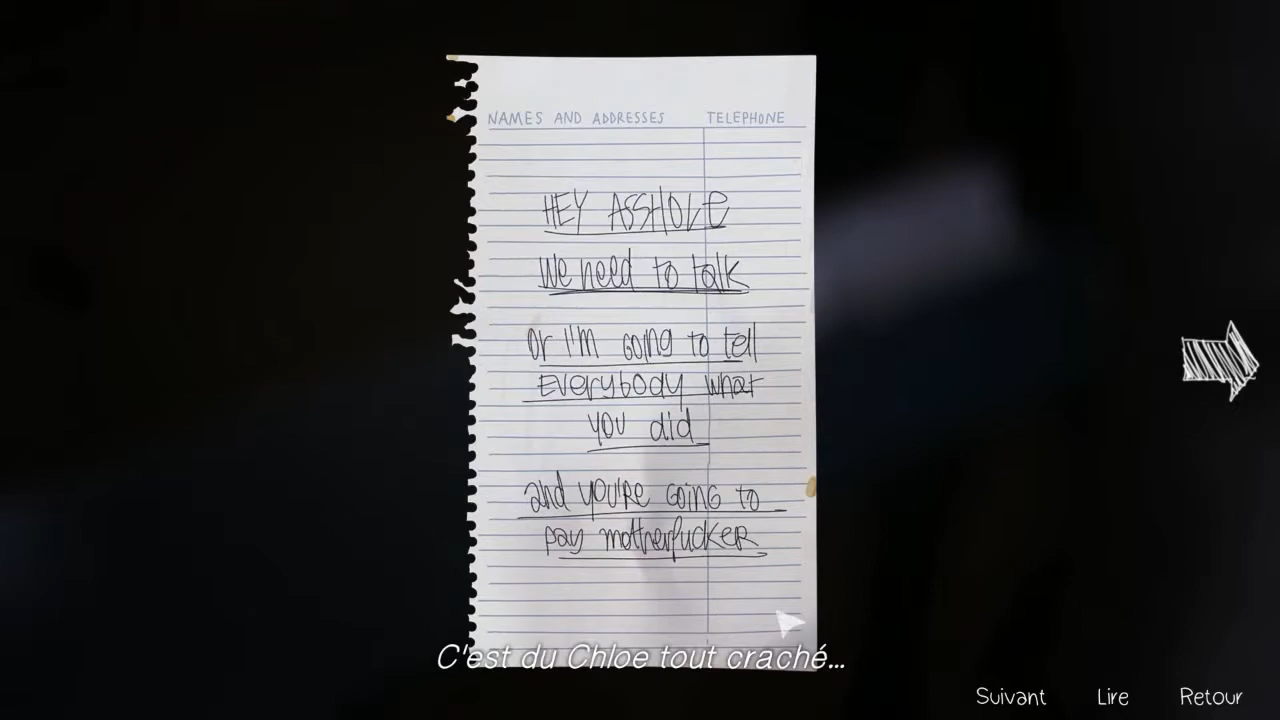 NAMES AND ADDRESSES TELEPHONE
HEY ASSHOLE
We need to talk
Or I'm going to tell
Everybody what
you did
and you're going to
pay motherfucker
C'est du Chloe tout craché...
Suivant Lire Retour